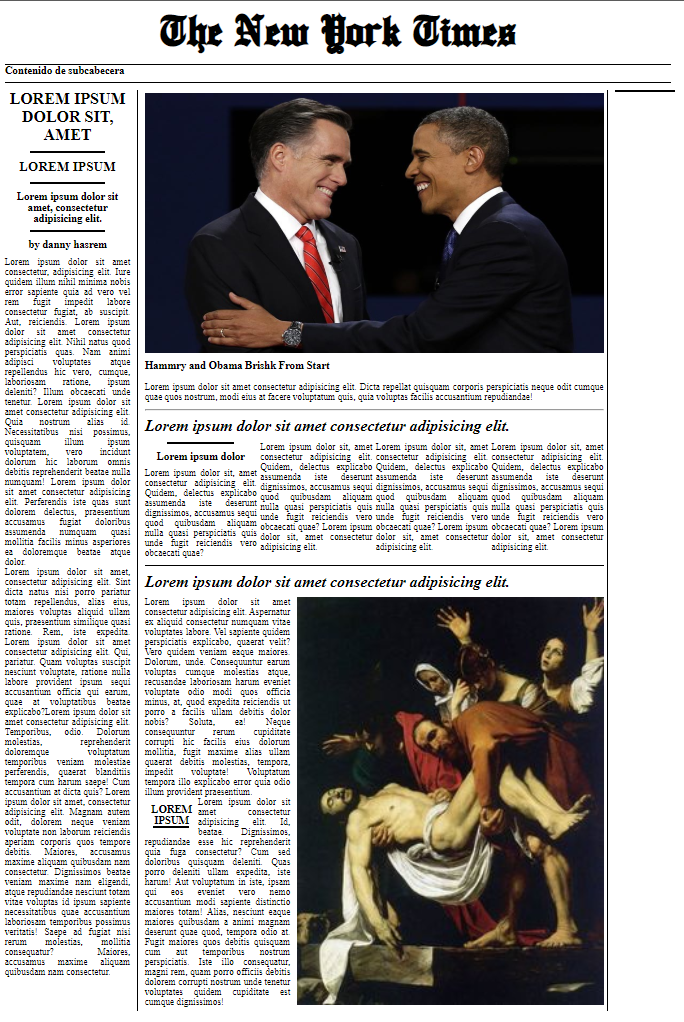 The New York Times
Contenido de subcabecera
LOREM IPSUM
DOLOR SIT,
AMET
LOREM IPSUM
Lorem ipsum dolor sit
amet, consectetur
adipisicing elit.
by danny hasrem
Lorem ipsum dolor sit amet
consectetur, adipisicing elit. Iure
quidem illum nihil minima nobis
error sapiente quia ad vero vel
rem fugit impedit labore
consectetur fugiat, ab suscipit.
Aut, reiciendis. Lorem ipsum
dolor sit amet consectetur
adipisicing elit. Nihil natus quod
perspiciatis quas. Nam animi
adipisci voluptates atque
repellendus hic vero, cumque,
laboriosam ratione, ipsum
deleniti? Illum obcaecati unde
tenetur. Lorem ipsum dolor sit
amet consectetur adipisicing elit.
Quia nostrum alias id.
Necessitatibus nisi possimus,
quisquam illum ipsum
voluptatem, vero incidunt
dolorum hic laborum omnis
debitis reprehenderit beatae nulla
numquam! Lorem ipsum dolor
sit amet consectetur adipisicing
elit. Perferendis iste quas sunt
dolorem delectus, praesentium
accusamus fugiat doloribus
assumenda numquam quasi
mollitia facilis minus asperiores
ea doloremque beatae atque
dolor.
Lorem ipsum dolor sit amet,
consectetur adipisicing elit. Sint
dicta natus nisi porro pariatur
totam repellendus, alias eius,
maiores voluptas aliquid ullam
quis, praesentium similique quasi
ratione. Rem, iste expedita.
Lorem ipsum dolor sit amet
consectetur adipisicing elit. Qui,
pariatur. Quam voluptas suscipit
nesciunt voluptate, ratione nulla
labore provident ipsum sequi
accusantium officia qui earum,
quae at voluptatibus beatae
explicabo?Lorem ipsum dolor sit
amet consectetur adipisicing elit.
Temporibus, odio. Dolorum
molestias, reprehenderit
doloremque voluptatum
temporibus veniam molestiae
perferendis, quaerat blanditiis
tempora cum harum saepe! Cum
accusantium at dicta quis? Lorem
ipsum dolor sit amet, consectetur
adipisicing elit. Magnam autem
odit, dolorem neque veniam
voluptate non laborum reiciendis
aperiam corporis quos tempore
debitis. Maiores, accusamus
maxime aliquam quibusdam nam
consectetur. Dignissimos beatae
veniam maxime nam eligendi,
atque repudiandae nesciunt totam
vitae voluptas id ipsum sapiente
necessitatibus quae accusantium
laboriosam temporibus possimus
veritatis! Saepe ad fugiat nisi
rerum molestias, mollitia
consequatur? Maiores,
accusamus maxime aliquam
quibusdam nam consectetur.
Hammry and Obama Brishk From Start
Lorem ipsum dolor sit amet consectetur adipisicing elit. Dicta repellat quisquam corporis perspiciatis neque odit cumque
quae quos nostrum, modi eius at facere voluptatum quis, quia voluptas facilis accusantium repudiandae!
Lorem ipsum dolor sit amet consectetur adipisicing elit.
Lorem ipsum dolor
Lorem ipsum dolor sit, amet
consectetur adipisicing elit.
Quidem, delectus explicabo
assumenda iste deserunt
dignissimos, accusamus sequi
quod quibusdam aliquam
nulla quasi perspiciatis quis
unde fugit reiciendis vero
obcaecati quae?
Lorem ipsum dolor sit, amet
consectetur adipisicing elit.
Quidem, delectus explicabo
assumenda iste deserunt
dignissimos, accusamus sequi
quod quibusdam aliquam
nulla quasi perspiciatis quis
unde fugit reiciendis vero
obcaecati quae? Lorem ipsum
dolor sit, amet consectetur
adipisicing elit.
Lorem ipsum dolor sit, amet
consectetur adipisicing elit.
Quidem, delectus explicabo
assumenda iste deserunt
dignissimos, accusamus sequi
quod quibusdam aliquam
nulla quasi perspiciatis quis
unde fugit reiciendis vero
obcaecati quae? Lorem ipsum
dolor sit, amet consectetur
adipisicing elit.
Lorem ipsum dolor sit, amet
consectetur adipisicing elit.
Quidem, delectus explicabo
assumenda iste deserunt
dignissimos, accusamus sequi
quod quibusdam aliquam
nulla quasi perspiciatis quis
unde fugit reiciendis vero
obcaecati quae? Lorem ipsum
dolor sit, amet consectetur
adipisicing elit.
Lorem ipsum dolor sit amet consectetur adipisicing elit.
Lorem ipsum dolor sit amet
consectetur adipisicing elit. Aspernatur
ex aliquid consectetur numquam vitae
voluptates labore. Vel sapiente quidem
perspiciatis explicabo, quaerat velit?
Vero quidem veniam eaque maiores.
Dolorum, unde. Consequuntur earum
voluptas cumque molestias atque,
recusandae laboriosam harum eveniet
voluptate odio modi quos officia
minus, at, quod expedita reiciendis ut
porro a facilis ullam debitis dolor
nobis? Soluta, ea! Neque
consequuntur rerum cupiditate
corrupti hic facilis eius dolorum
mollitia, fugit maxime alias ullam
quaerat debitis molestias, tempora,
impedit voluptate! Voluptatum
tempora illo explicabo error quia odio
illum provident praesentium.
LOREM
IPSUM
Lorem ipsum dolor sit
amet consectetur
adipisicing elit. Id,
beatae. Dignissimos,
repudiandae esse hic reprehenderit
quia fuga consectetur? Cum sed
doloribus quisquam deleniti. Quas
porro deleniti ullam expedita, iste
harum! Aut voluptatum in iste, ipsam
qui eos eveniet vero nemo
accusantium modi sapiente distinctio
maiores totam! Alias, nesciunt eaque
maiores quibusdam a animi magnam
deserunt quae quod, tempora odio at.
Fugit maiores quos debitis quisquam
cum aut temporibus nostrum
perspiciatis. Iste illo consequatur,
magni rem, quam porro officiis debitis
dolorem corrupti nostrum unde tenetur
voluptates quidem cupiditate est
cumque dignissimos!